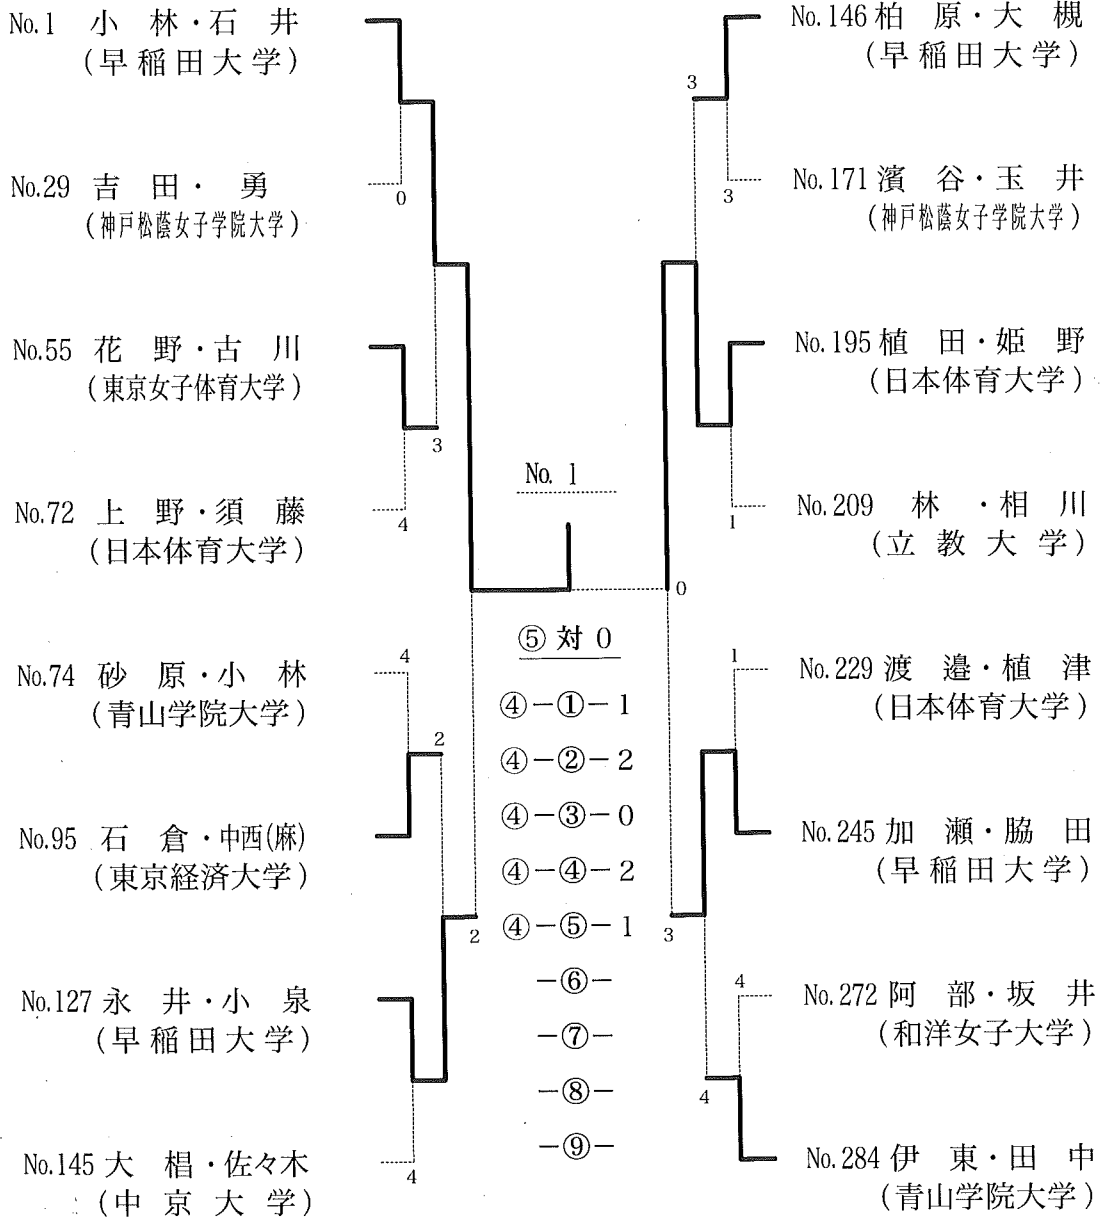 No.1 小林・石井
(早稲田大学)
0
No.29 吉田・勇
(神戸松蔭女子学院大学)
No.55 花野・古川
(東京女子体育大学)
3
No.72 上野・須藤
(日本体育大学)
4
No.74 砂原・小林
(青山学院大学)
4
2
No.95 石倉・中西(麻)
(東京経済大学)
2
No.127 永井・小泉
(早稲田大学)
No.145 大椙・佐々木
(中京大学)
4
No. 1
⑤対0
④-①-1
④-②-2
④-③-0
④-④-2
④-⑤-1
-⑥-
-⑦-
-⑧-
-⑨-
No.146 柏原・大槻
(早稲田大学)
3
No.171 濱谷・玉井
(神戸松蔭女子学院大学)
3
No.195 植田・姫野
(日本体育大学)
No.209 林・相川
(立教大学)
1
0
No.229 渡邉・植津
(日本体育大学)
1
No.245 加瀬・脇田
(早稲田大学)
3
No.272 阿部・坂井
(和洋女子大学)
4
4
No.284 伊東・田中
(青山学院大学)